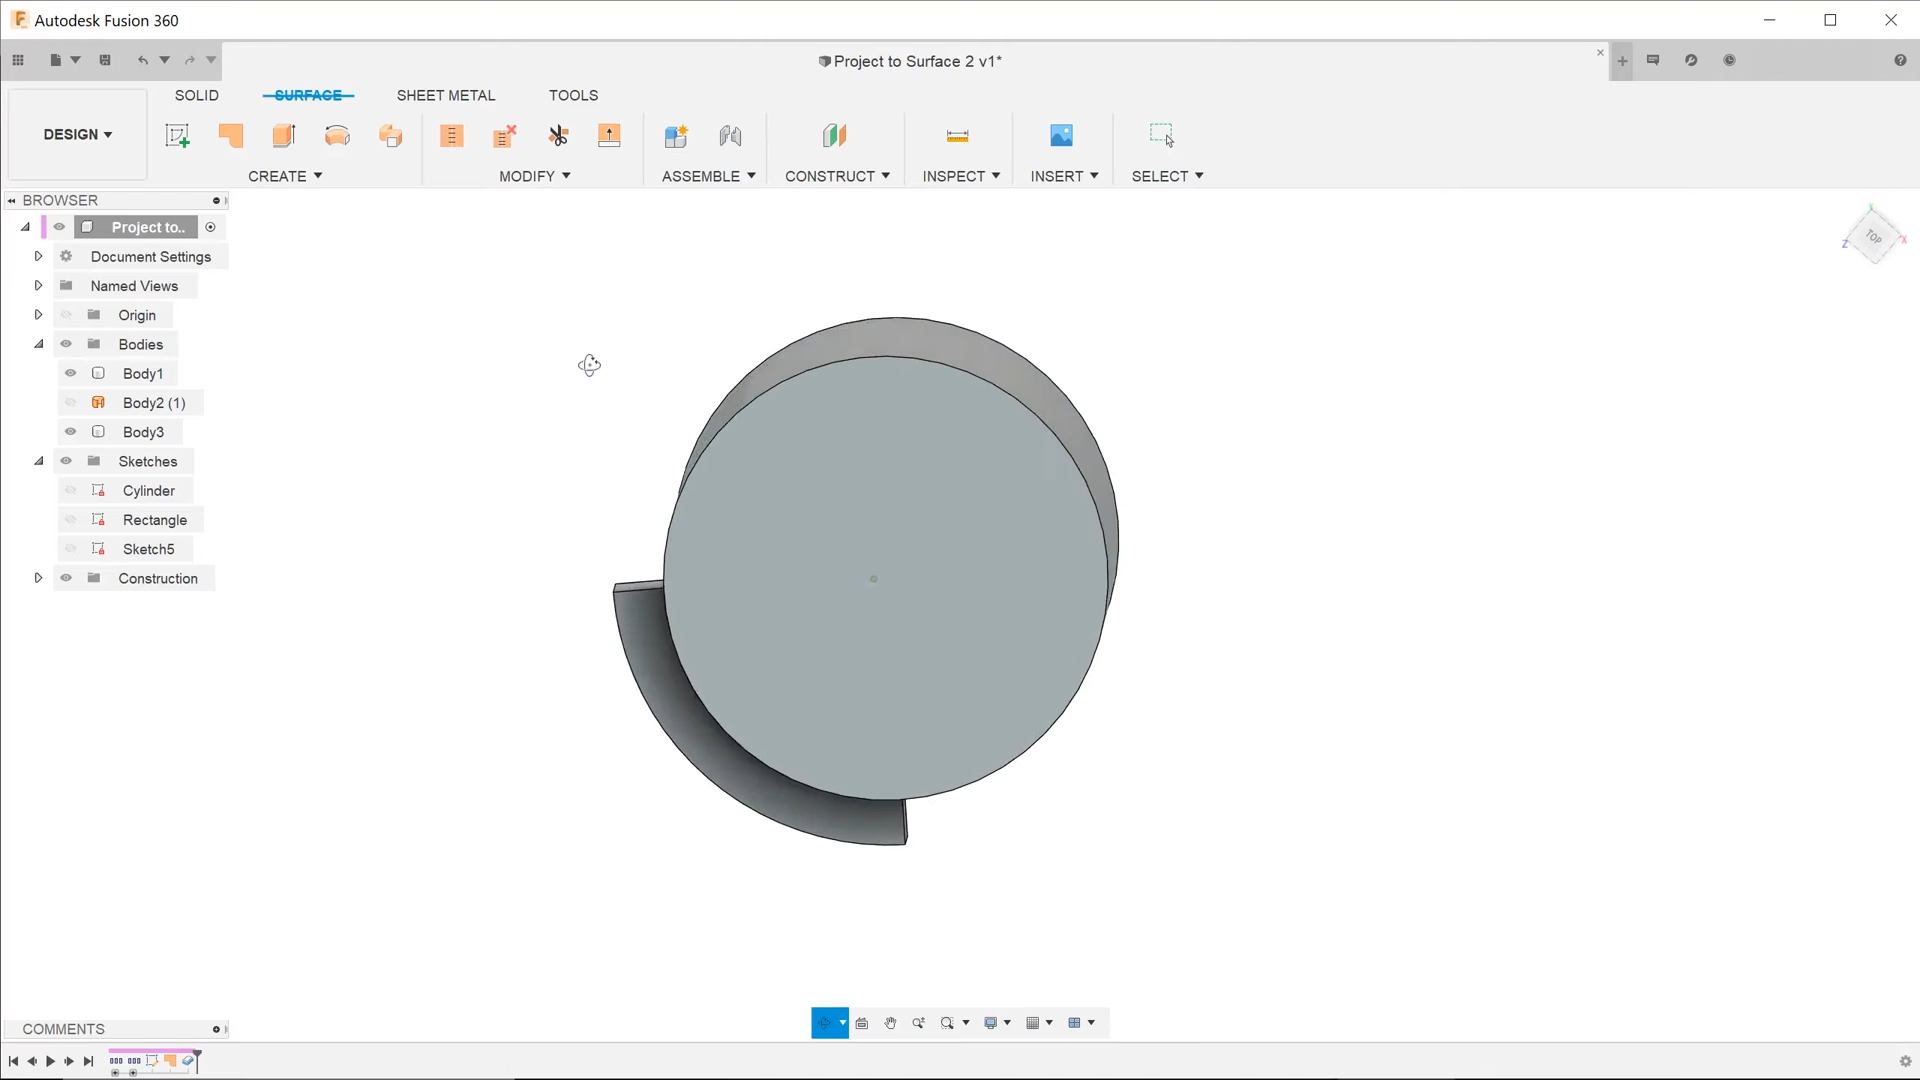 Autodesk Fusion 360
Project to Surface 2 v1*
SOLID SURFACE SHEET METAL TOOLS
DESIGN
CREATE MODIFY ASSEMBLE CONSTRUCT INSPECT INSERT SELECT
BROWSER
Project to..
Document Settings
Named Views
Origin
Bodies
Body1
Body2 (1)
Body3
Sketches
Cylinder
Rectangle
Sketch5
Construction
TOP
X
Y
Z
COMMENTS